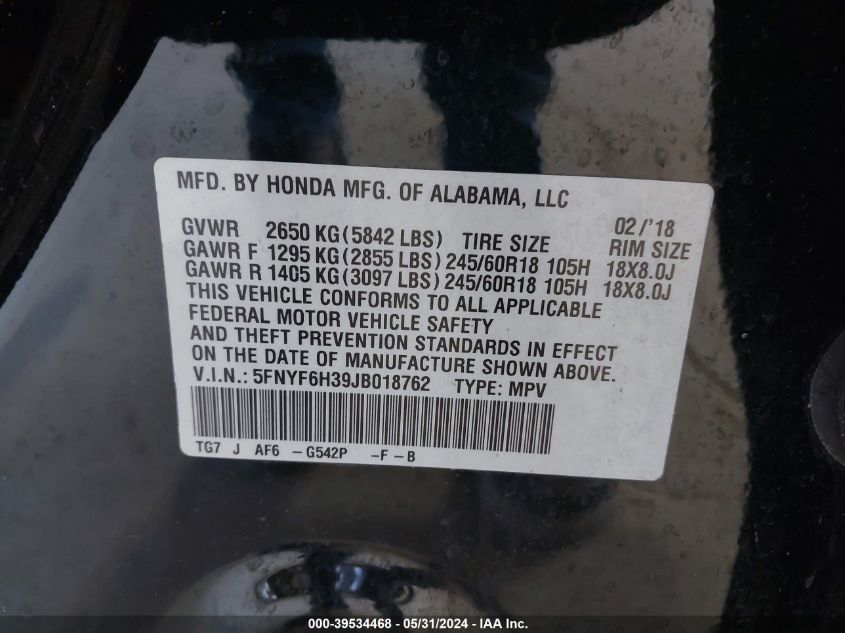 MFD. BY HONDA MFG. OF ALABAMA, LLC
02/'18
GVWR 2650 KG(5842 LBS) TIRE SIZE RIM SIZE
GAWR F 1295 KG(2855 LBS) 245/60R18 105H 18X8.0J
GAWR R 1405 KG(3097 LBS) 245/60R18 105H 18X8.0J
THIS VEHICLE CONFORMS TO ALL APPLICABLE
FEDERAL MOTOR VEHICLE SAFETY
AND THEFT PREVENTION STANDARDS IN EFFECT
ON THE DATE OF MANUFACTURE SHOWN ABOVE.
V.I.N.: 5FNYF6H39JB018762 TYPE: MPV
TG7 J AF6 -G542P -F-B
000-39534468 - 05/31/2024 - IAA Inc.